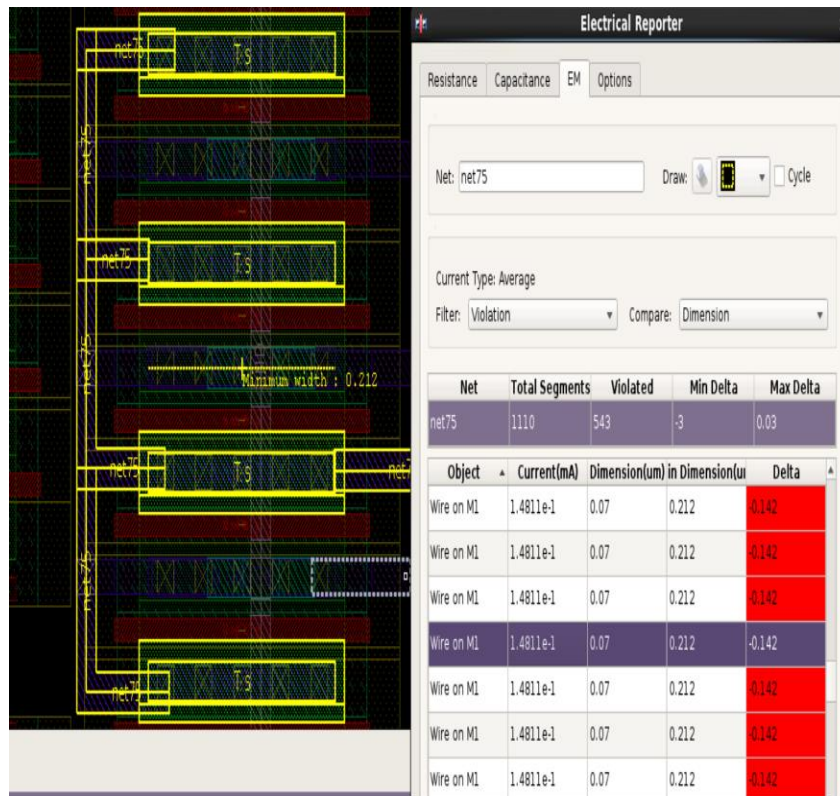 Electrical Reporter
Resistance Capacitance EM Options
Net: net75 Draw: Cycle
Current Type: Average
Filter: Violation Compare: Dimension
Net Total Segments Violated Min Delta Max Delta
net75 1110 543 -3 0.03
Object Current(mA) Dimension(um) in Dimension(u Delta
Wire on M1 1.4811e-1 0.07 0.212 -0.142
Wire on M1 1.4811e-1 0.07 0.212 -0.142
Wire on M1 1.4811e-1 0.07 0.212 -0.142
Wire on M1 1.4811e-1 0.07 0.212 -0.142
Wire on M1 1.4811e-1 0.07 0.212 -0.142
Wire on M1 1.4811e-1 0.07 0.212 -0.142
Wire on M1 1.4811e-1 0.07 0.212 -0.142
net75
T.s
net75
net75
T.s
Minimum width : 0.212
net75
net75
T.s
net7
net75
net75
T.s